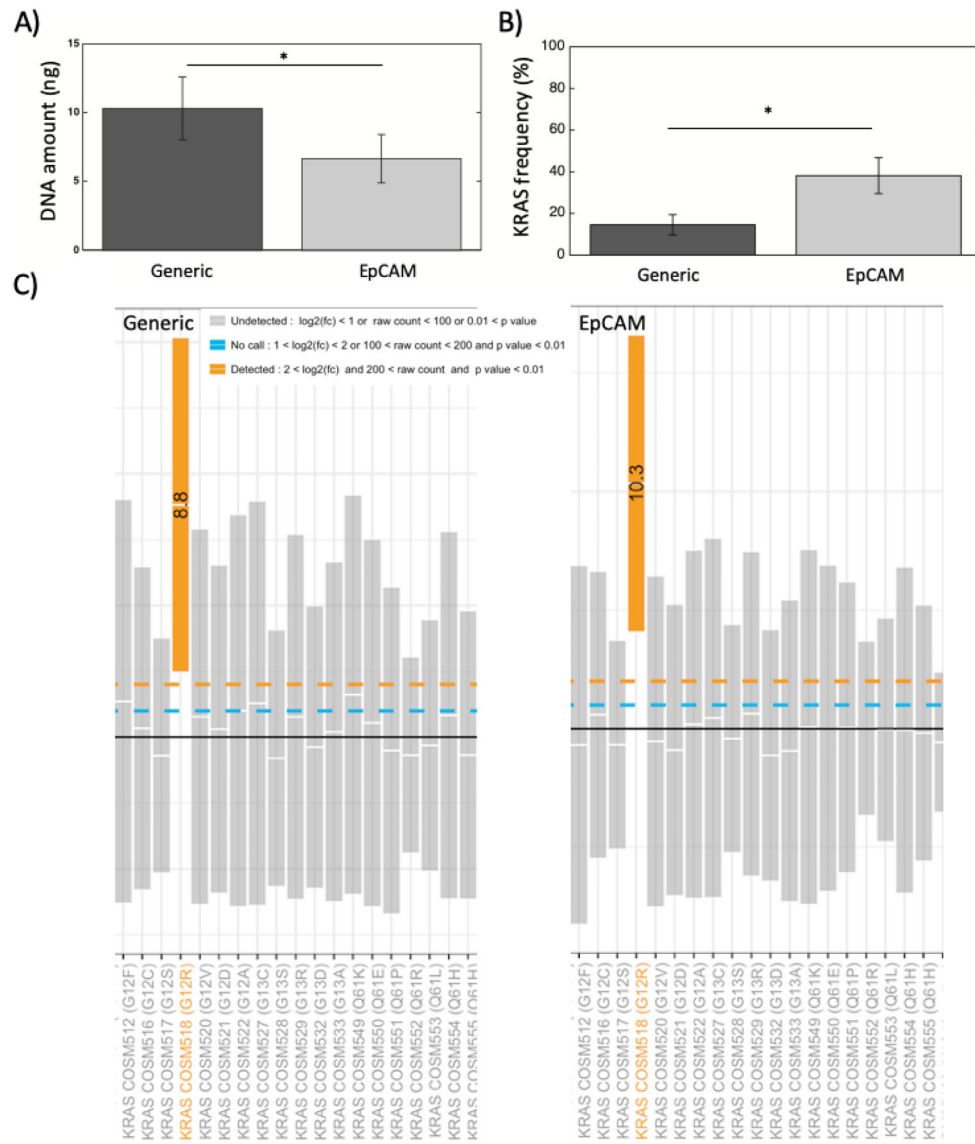 A)
15
10
5
0
DNA amount (ng)
*
Generic
EpCAM
B)
100
80
60
40
20
0
KRAS frequency (%)
*
Generic
EpCAM
C)
Generic
Undetected : log2(fc) < 1 or raw count < 100 or 0.01 < p value
No call : 1 < log2(fc) < 2 or 100 < raw count < 200 and p value < 0.01
Detected : 2 < log2(fc) and 200 < raw count and p value < 0.01
8.8
KRAS COSM512 (G12F)
KRAS COSM516 (G12C)
KRAS COSM517 (G12S)
KRAS COSM518 (G12R)
KRAS COSM520 (G12V)
KRAS COSM521 (G12D)
KRAS COSM522 (G12A)
KRAS COSM527 (G13C)
KRAS COSM528 (G13S)
KRAS COSM529 (G13R)
KRAS COSM532 (G13D)
KRAS COSM533 (G13A)
KRAS COSM549 (Q61K)
KRAS COSM550 (Q61E)
KRAS COSM551 (Q61P)
KRAS COSM552 (Q61R)
KRAS COSM553 (Q61L)
KRAS COSM554 (Q61H)
KRAS COSM555 (Q61H)
EpCAM
10.3
KRAS COSM512 (G12F)
KRAS COSM516 (G12C)
KRAS COSM517 (G12S)
KRAS COSM518 (G12R)
KRAS COSM520 (G12V)
KRAS COSM521 (G12D)
KRAS COSM522 (G12A)
KRAS COSM527 (G13C)
KRAS COSM528 (G13S)
KRAS COSM529 (G13R)
KRAS COSM532 (G13D)
KRAS COSM533 (G13A)
KRAS COSM549 (Q61K)
KRAS COSM550 (Q61E)
KRAS COSM551 (Q61P)
KRAS COSM552 (Q61R)
KRAS COSM553 (Q61L)
KRAS COSM554 (Q61H)
KRAS COSM555 (Q61H)